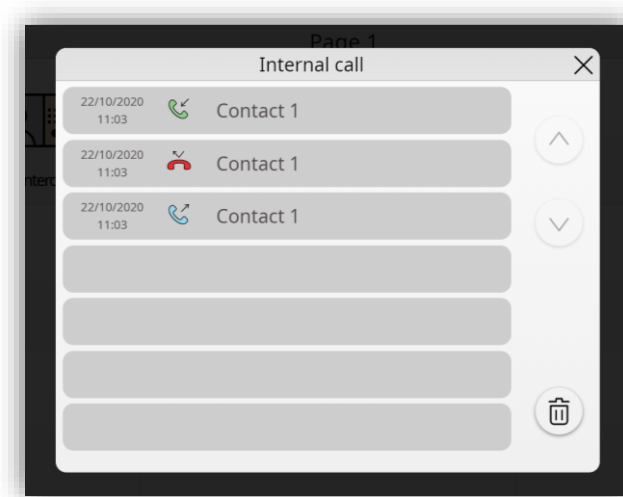 Page 1
Internal call
22/10/2020
11:03
Contact 1
22/10/2020
11:03
Contact 1
22/10/2020
11:03
Contact 1